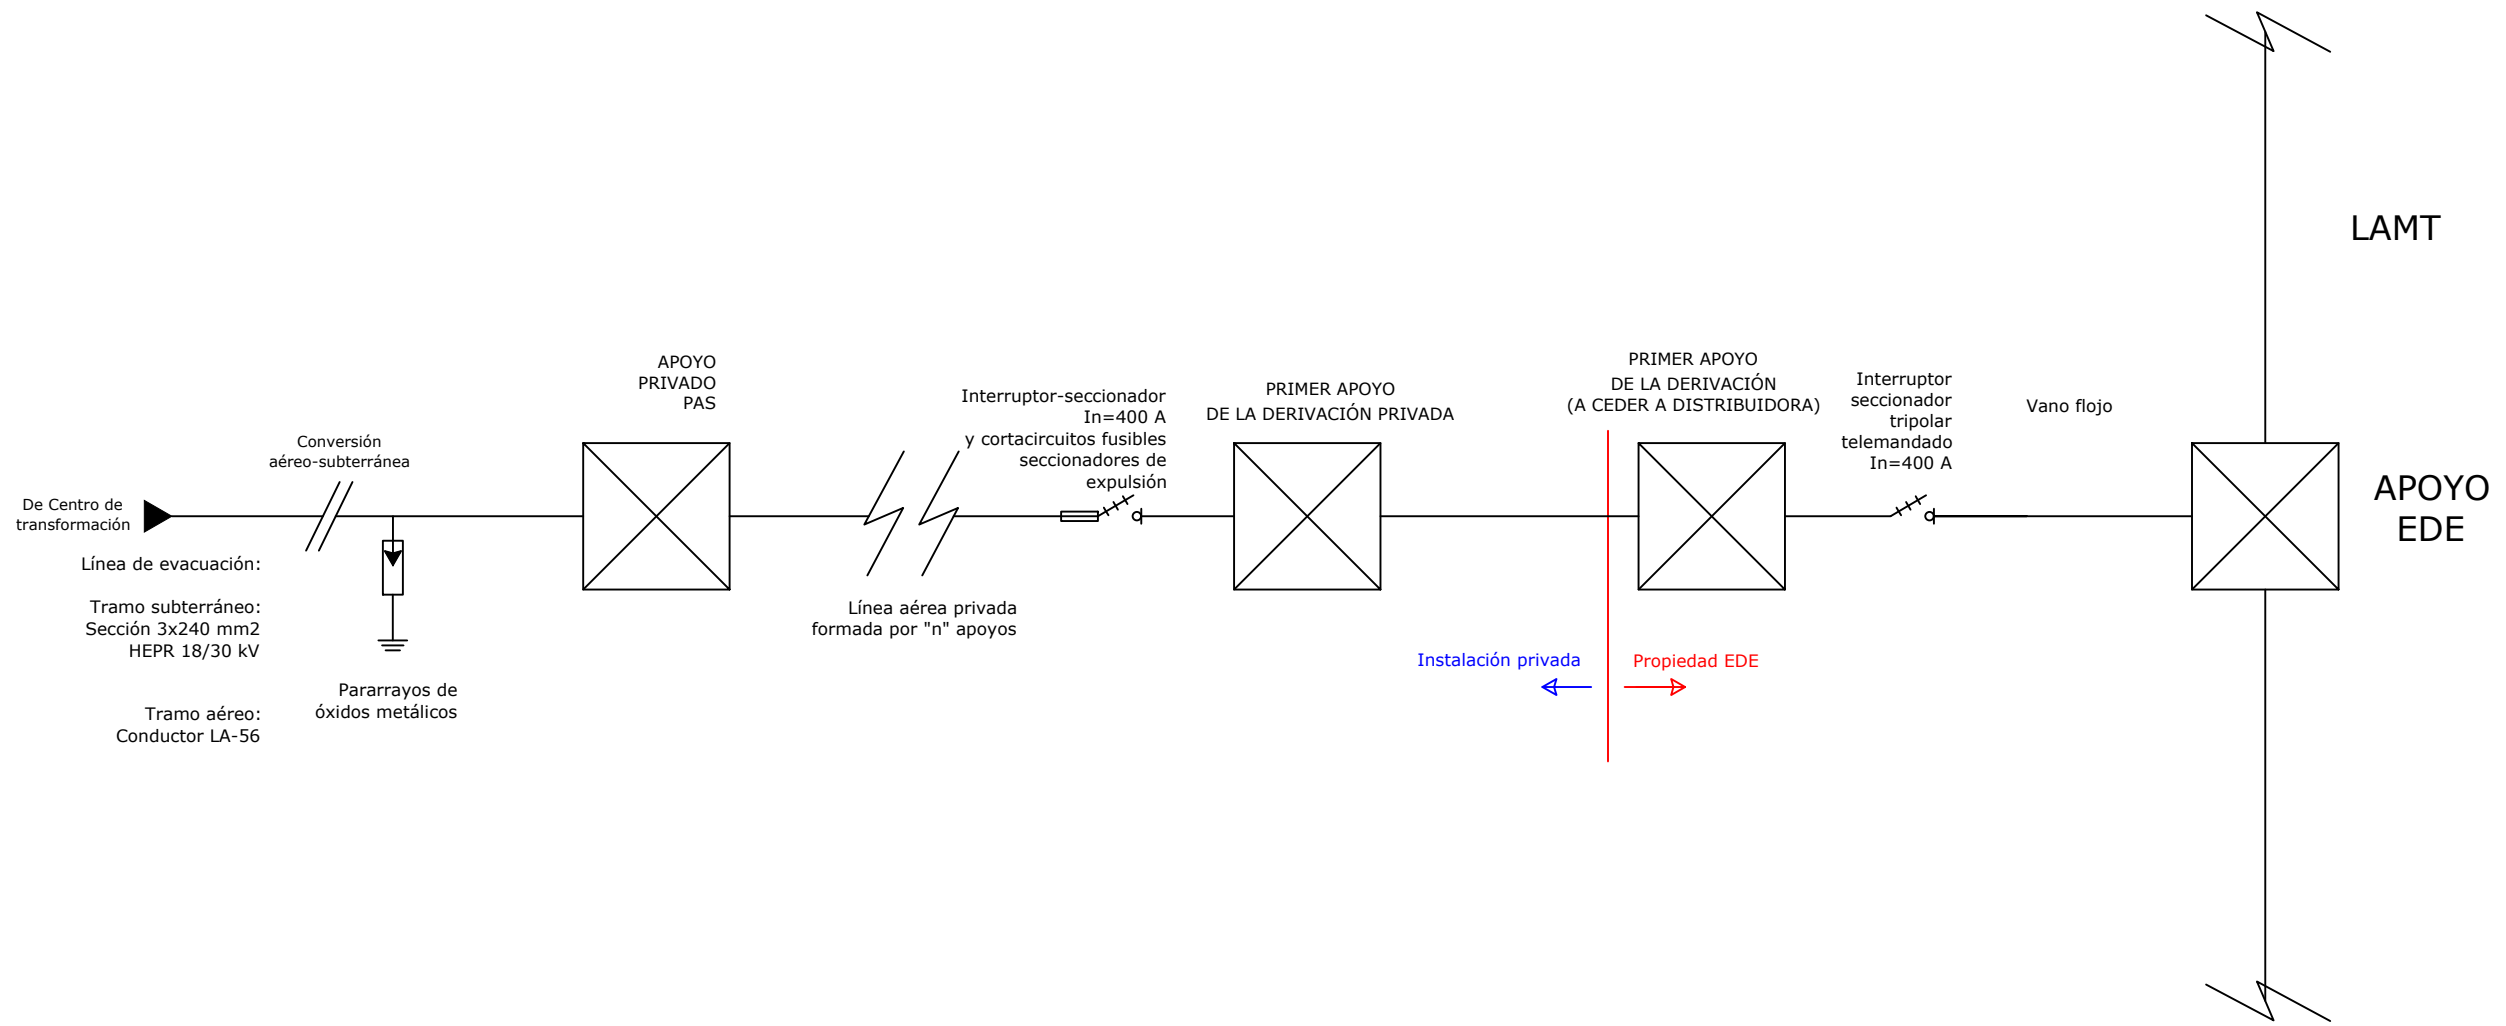 LAMT
APOYO
PRIVADO
PAS
PRIMER APOYO
DE LA DERIVACIÓN
(A CEDER A DISTRIBUIDORA)
Interruptor
seccionador
tripolar
telemandado
In=400 A
Vano flojo
Interruptor-seccionador
In=400 A
y cortacircuitos fusibles
seccionadores de
expulsión
PRIMER APOYO
DE LA DERIVACIÓN PRIVADA
Conversión
aéreo-subterránea
De Centro de
transformación
APOYO
EDE
Línea de evacuación:
Tramo subterráneo:
Sección 3x240 mm2
HEPR 18/30 kV
Tramo aéreo:
Conductor LA-56
Pararrayos de
óxidos metálicos
Línea aérea privada
formada por "n" apoyos
Instalación privada
Propiedad EDE